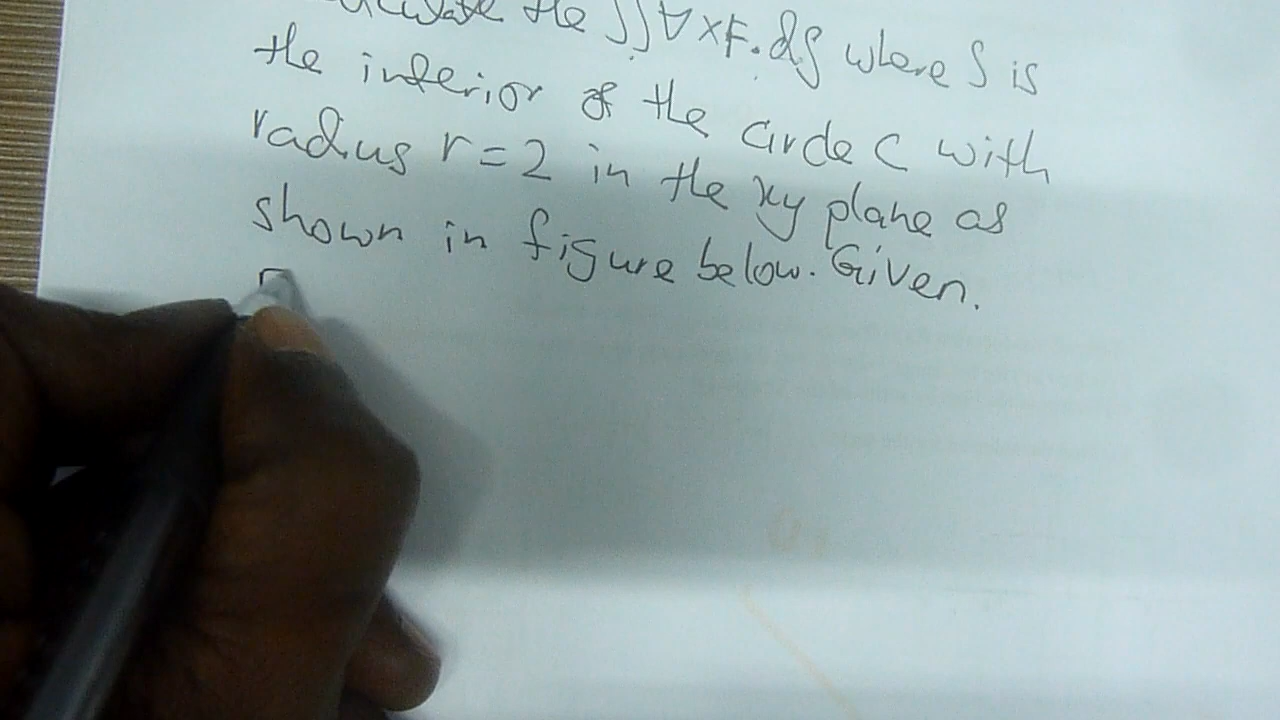 the ∬∇×F.dS where S is
the interior of the circle C with
radius r = 2 in the xy plane as
shown in figure below. Given.